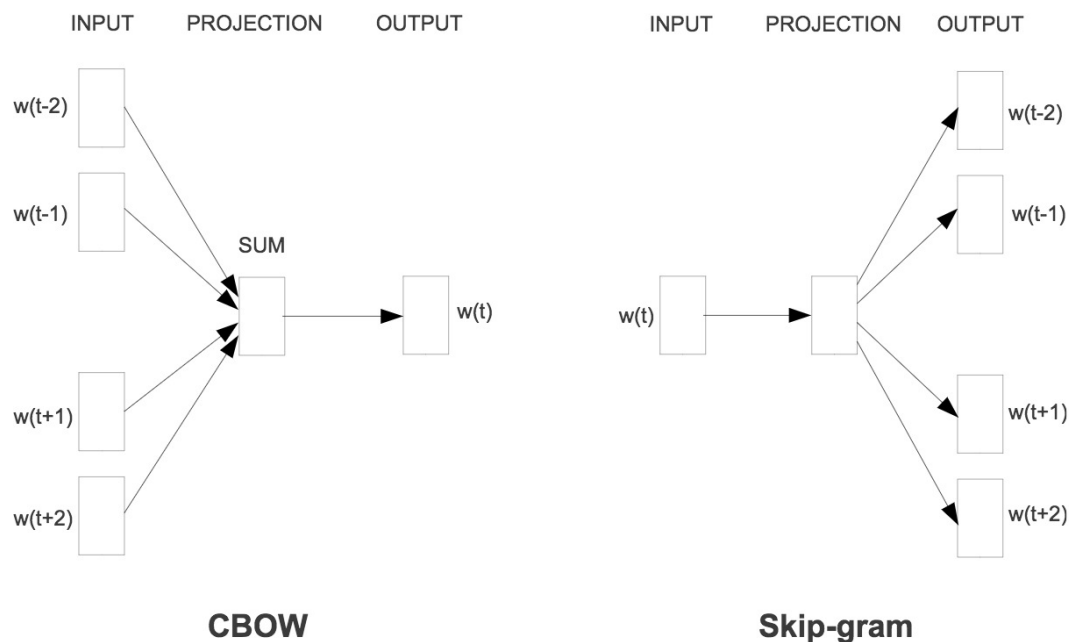 INPUT PROJECTION OUTPUT
w(t-2)
w(t-1)
SUM
w(t)
w(t+1)
w(t+2)
CBOW
INPUT PROJECTION OUTPUT
w(t-2)
w(t-1)
w(t)
w(t+1)
w(t+2)
Skip-gram